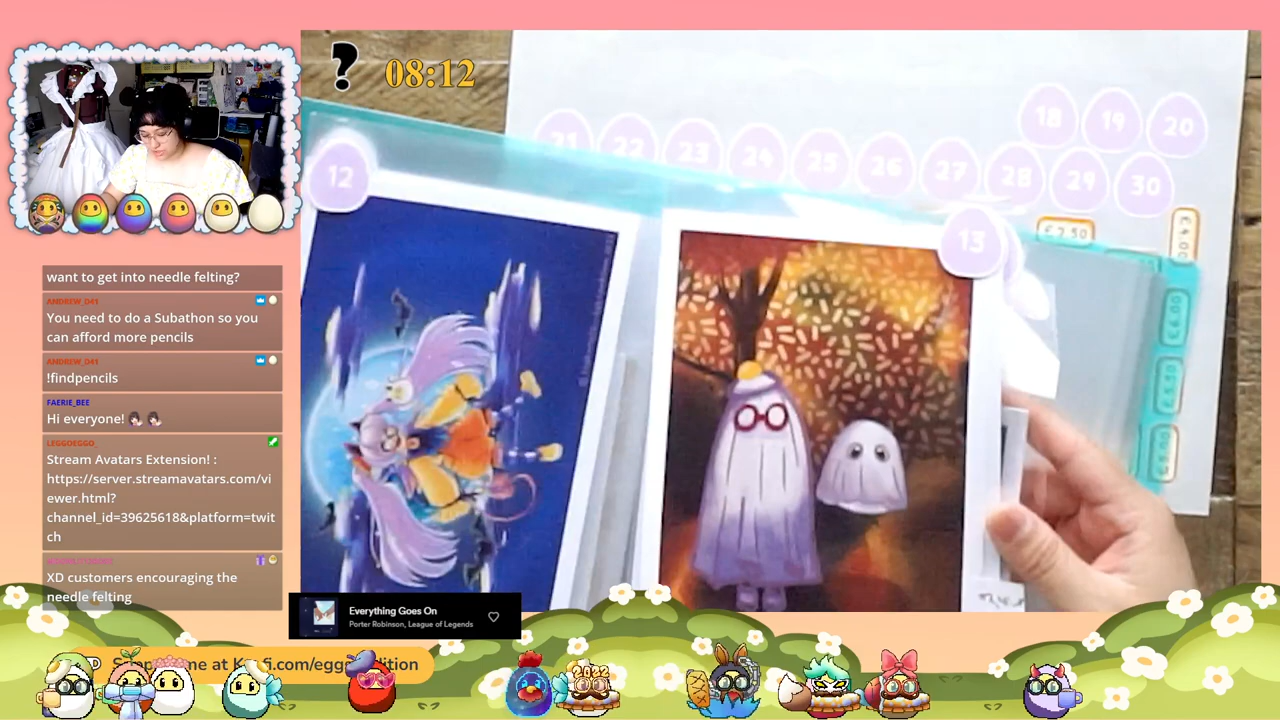 08:12
18 19 20
21 22 23 24 25 26 27 28 29 30
12
13
£7.50
want to get into needle felting?
ANDREW_D41
You need to do a Subathon so you
can afford more pencils
ANDREW_D41
!findpencils
FAERIE_BEE
Hi everyone!
LEGGOEGGO_
Stream Avatars Extension! :
https://server.streamavatars.com/vi
ewer.html?
channel_id=39625618&platform=twit
ch
XD customers encouraging the
needle felting
Everything Goes On
Porter Robinson, League of Legends
2022